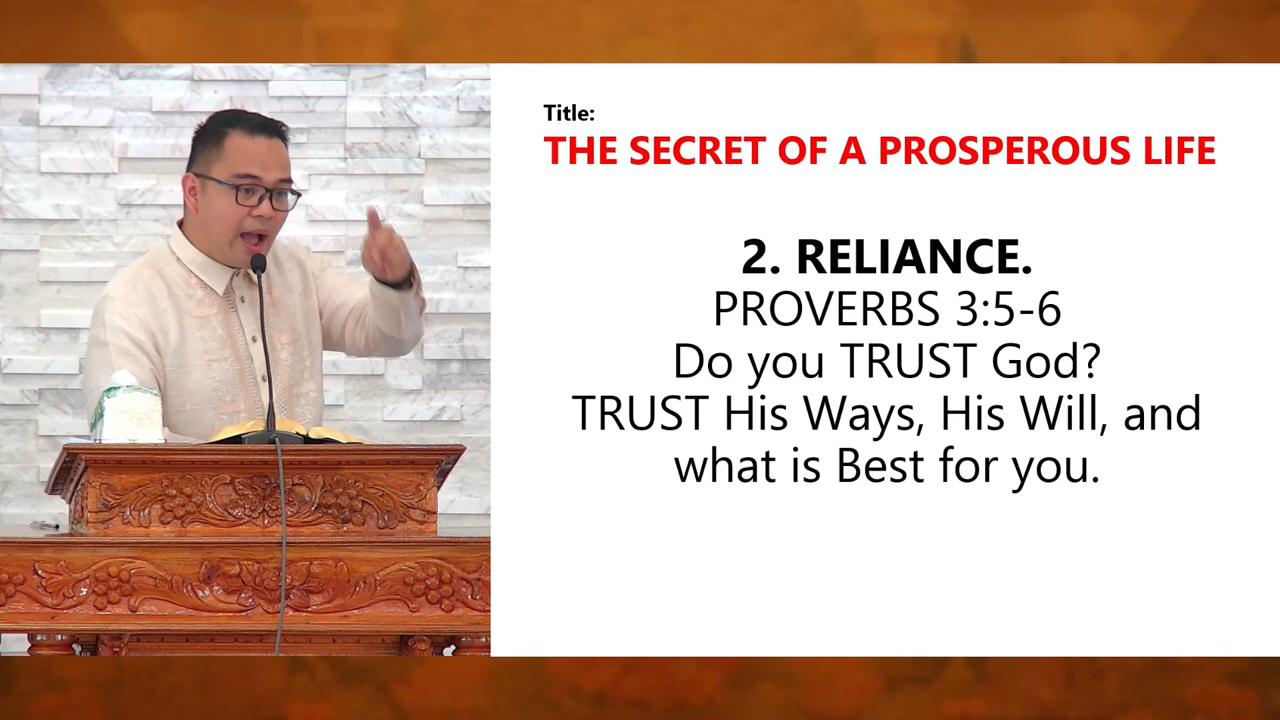 Title:
THE SECRET OF A PROSPEROUS LIFE
2. RELIANCE.
PROVERBS 3:5-6
Do you TRUST God?
TRUST His Ways, His Will, and
what is Best for you.